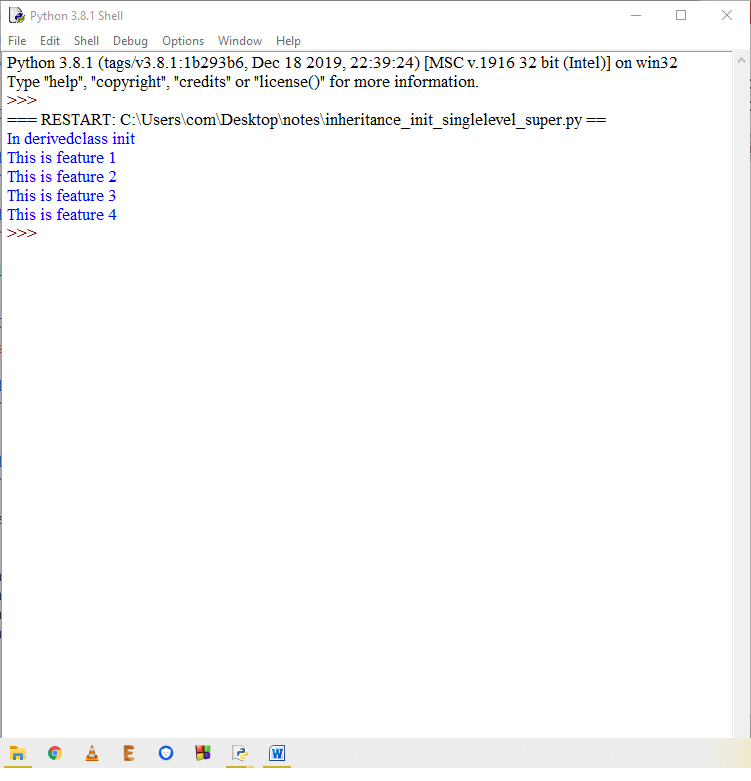 Python 3.8.1 Shell
File Edit Shell Debug Options Window Help
Python 3.8.1 (tags/v3.8.1:1b293b6, Dec 18 2019, 22:39:24) [MSC v.1916 32 bit (Intel)] on win32
Type "help", "copyright", "credits" or "license()" for more information.
>>>
=== RESTART: C:\Users\com\Desktop\notes\inheritance_init_singlelevel_super.py ==
In derivedclass init
This is feature 1
This is feature 2
This is feature 3
This is feature 4
>>>